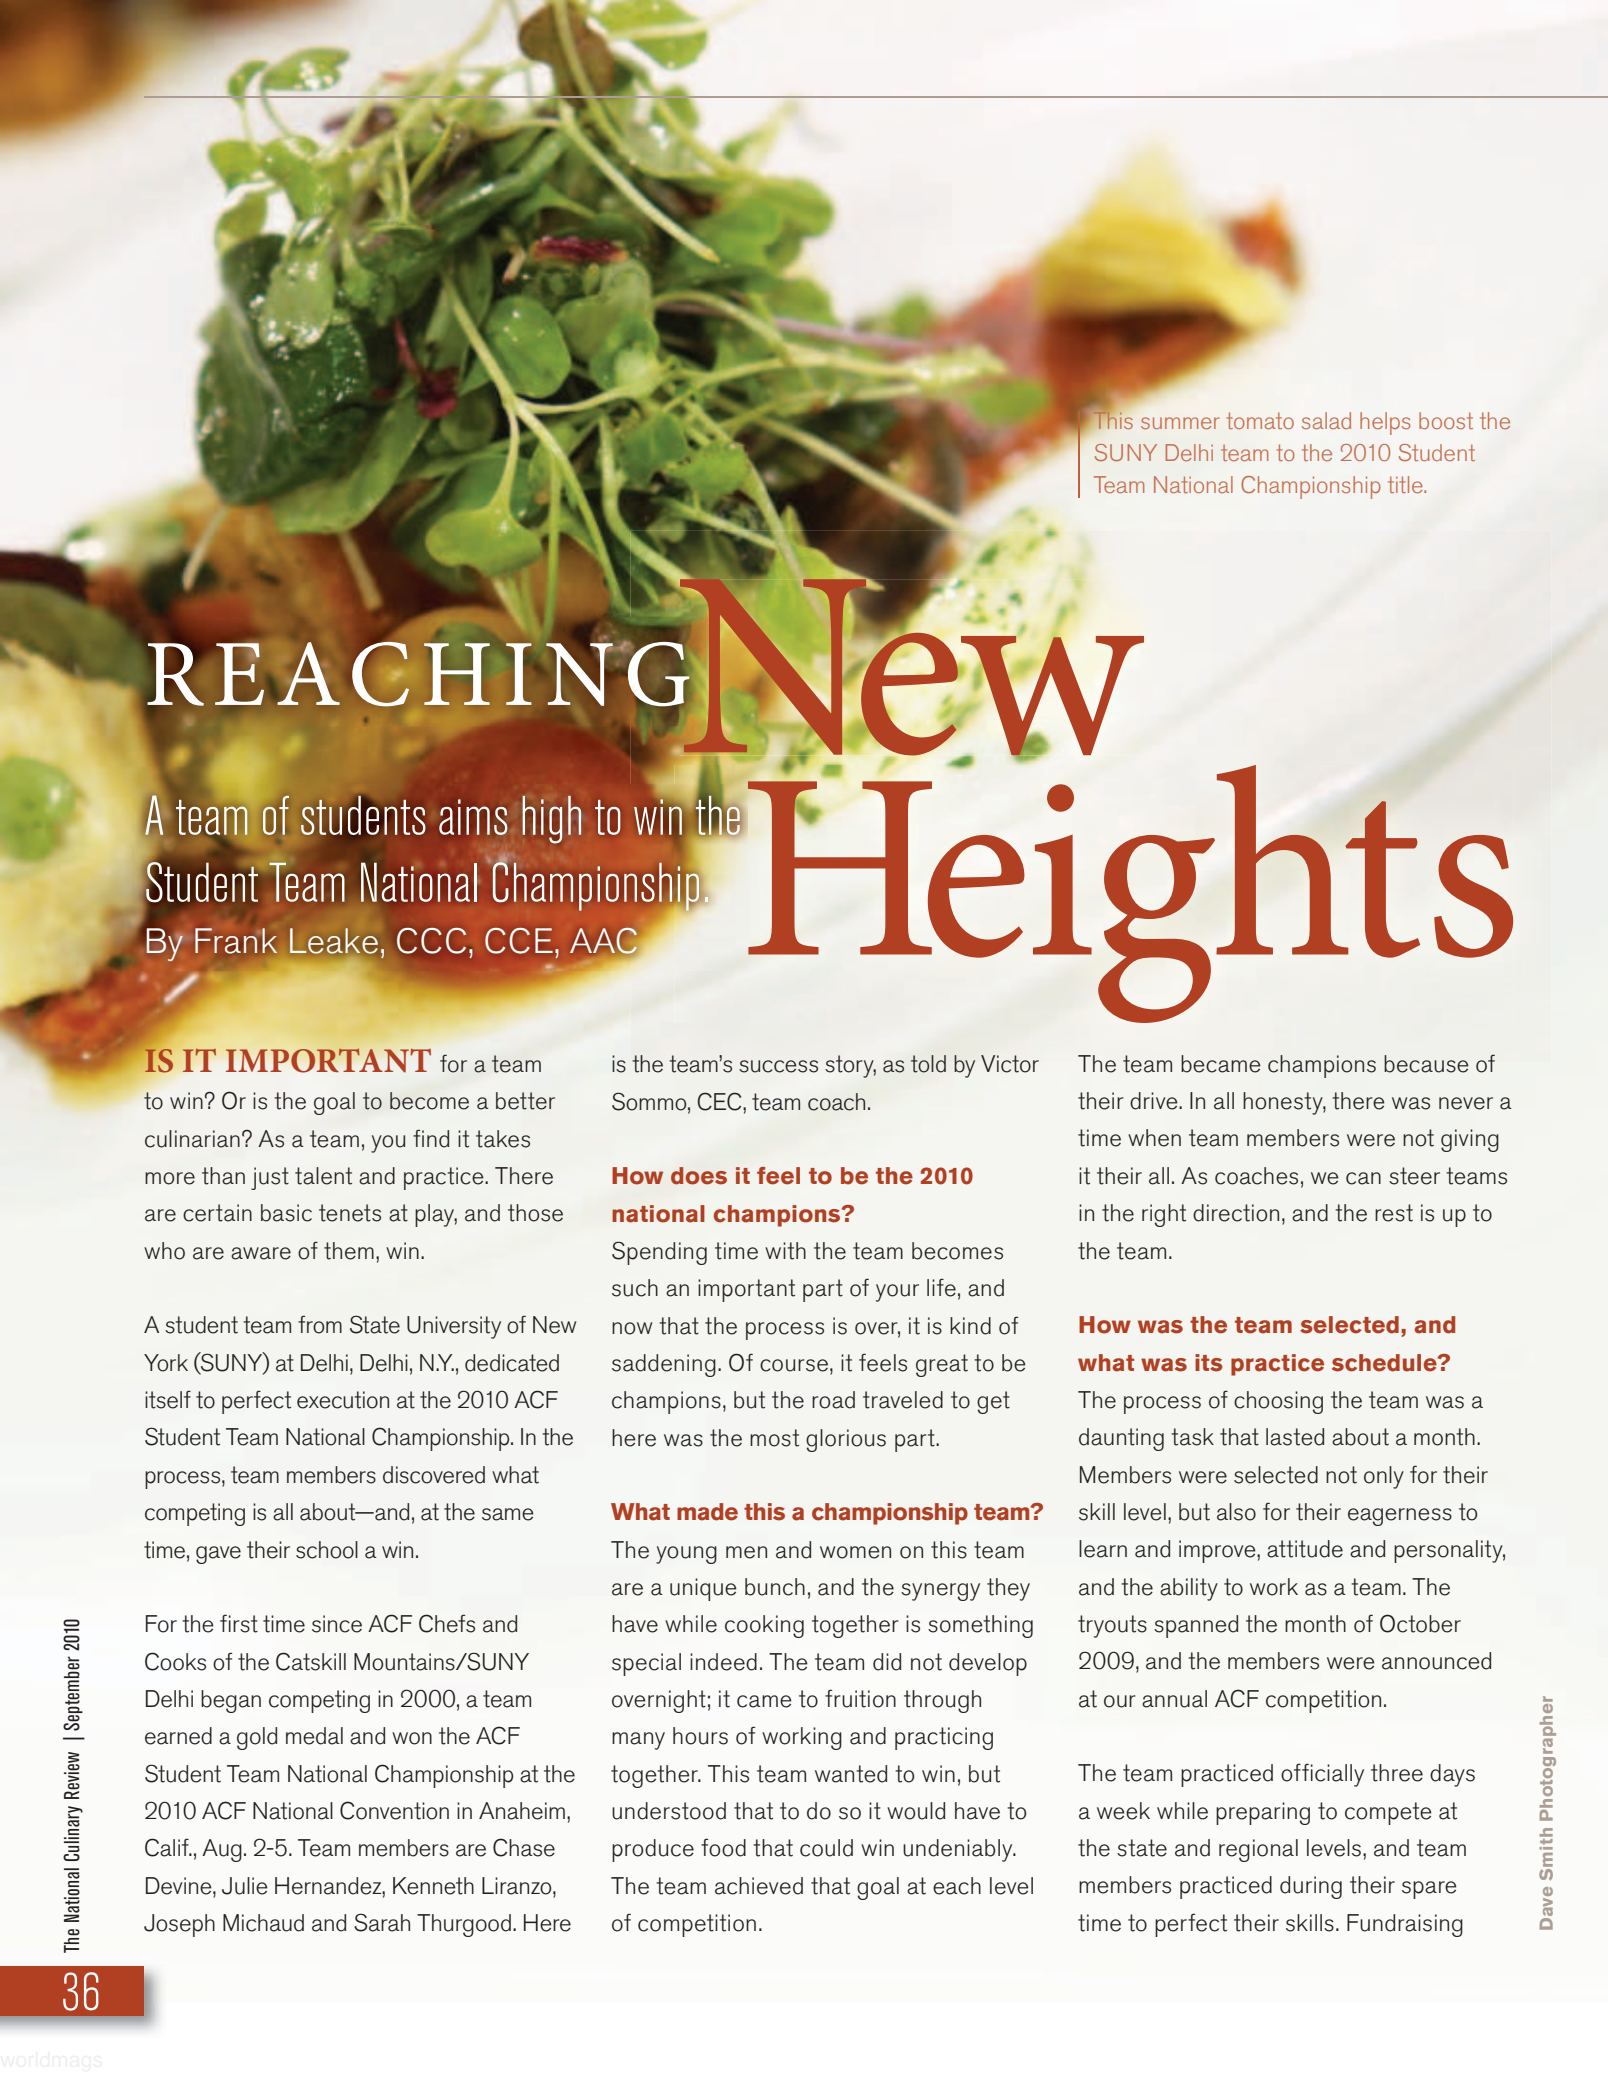 This summer tomato salad helps boost the
SUNY Delhi team to the 2010 Student
Team National Championship title.
REACHING New
Heights
A team of students aims high to win the
Student Team National Championship.
By Frank Leake, CCC, CCE, AAC
IS IT IMPORTANT for a team
to win? Or is the goal to become a better
culinarian? As a team, you find it takes
more than just talent and practice. There
are certain basic tenets at play, and those
who are aware of them, win.
A student team from State University of New
York (SUNY) at Delhi, Delhi, N.Y., dedicated
itself to perfect execution at the 2010 ACF
Student Team National Championship. In the
process, team members discovered what
competing is all about—and, at the same
time, gave their school a win.
For the first time since ACF Chefs and
Cooks of the Catskill Mountains/SUNY
Delhi began competing in 2000, a team
earned a gold medal and won the ACF
Student Team National Championship at the
2010 ACF National Convention in Anaheim,
Calif., Aug. 2-5. Team members are Chase
Devine, Julie Hernandez, Kenneth Liranzo,
Joseph Michaud and Sarah Thurgood. Here
is the team's success story, as told by Victor
Sommo, CEC, team coach.
How does it feel to be the 2010
national champions?
Spending time with the team becomes
such an important part of your life, and
now that the process is over, it is kind of
saddening. Of course, it feels great to be
champions, but the road traveled to get
here was the most glorious part.
What made this a championship team?
The young men and women on this team
are a unique bunch, and the synergy they
have while cooking together is something
special indeed. The team did not develop
overnight; it came to fruition through
many hours of working and practicing
together. This team wanted to win, but
understood that to do so it would have to
produce food that could win undeniably.
The team achieved that goal at each level
of competition.
The team became champions because of
their drive. In all honesty, there was never a
time when team members were not giving
it their all. As coaches, we can steer teams
in the right direction, and the rest is up to
the team.
How was the team selected, and
what was its practice schedule?
The process of choosing the team was a
daunting task that lasted about a month.
Members were selected not only for their
skill level, but also for their eagerness to
learn and improve, attitude and personality,
and the ability to work as a team. The
tryouts spanned the month of October
2009, and the members were announced
at our annual ACF competition.
The team practiced officially three days
a week while preparing to compete at
the state and regional levels, and team
members practiced during their spare
time to perfect their skills. Fundraising
Dave Smith Photographer
The National Culinary Review | September 2010
36
worldmags